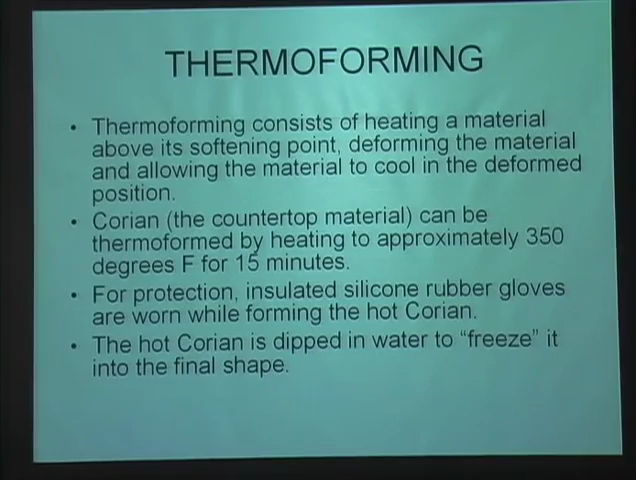 THERMOFORMING
• Thermoforming consists of heating a material
above its softening point, deforming the material
and allowing the material to cool in the deformed
position.
• Corian (the countertop material) can be
thermoformed by heating to approximately 350
degrees F for 15 minutes.
• For protection, insulated silicone rubber gloves
are worn while forming the hot Corian.
• The hot Corian is dipped in water to “freeze” it
into the final shape.